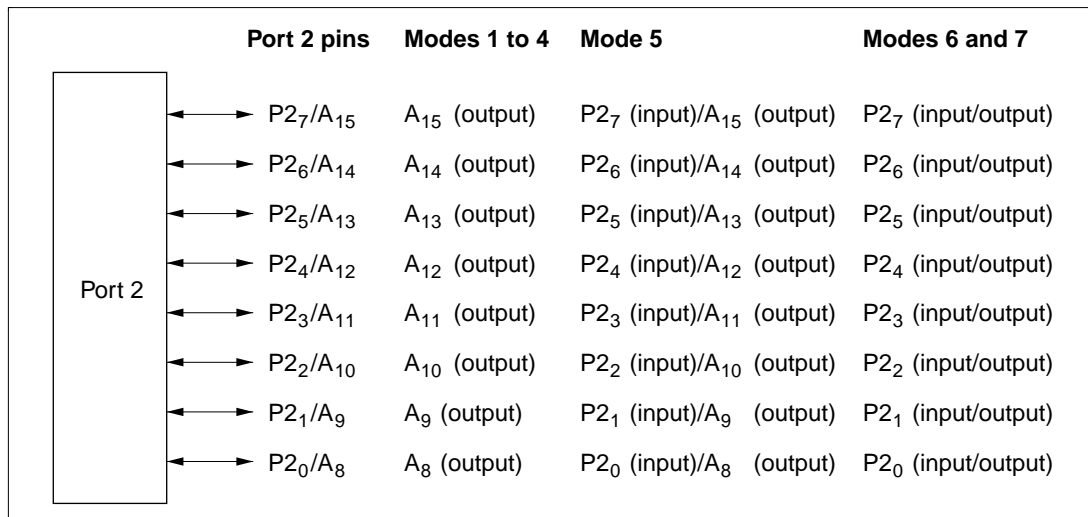 Port 2 pins Modes 1 to 4 Mode 5 Modes 6 and 7
P2₇/A₁₅ A₁₅ (output) P2₇ (input)/A₁₅ (output) P2₇ (input/output)
P2₆/A₁₄ A₁₄ (output) P2₆ (input)/A₁₄ (output) P2₆ (input/output)
P2₅/A₁₃ A₁₃ (output) P2₅ (input)/A₁₃ (output) P2₅ (input/output)
P2₄/A₁₂ A₁₂ (output) P2₄ (input)/A₁₂ (output) P2₄ (input/output)
Port 2
P2₃/A₁₁ A₁₁ (output) P2₃ (input)/A₁₁ (output) P2₃ (input/output)
P2₂/A₁₀ A₁₀ (output) P2₂ (input)/A₁₀ (output) P2₂ (input/output)
P2₁/A₉ A₉ (output) P2₁ (input)/A₉ (output) P2₁ (input/output)
P2₀/A₈ A₈ (output) P2₀ (input)/A₈ (output) P2₀ (input/output)